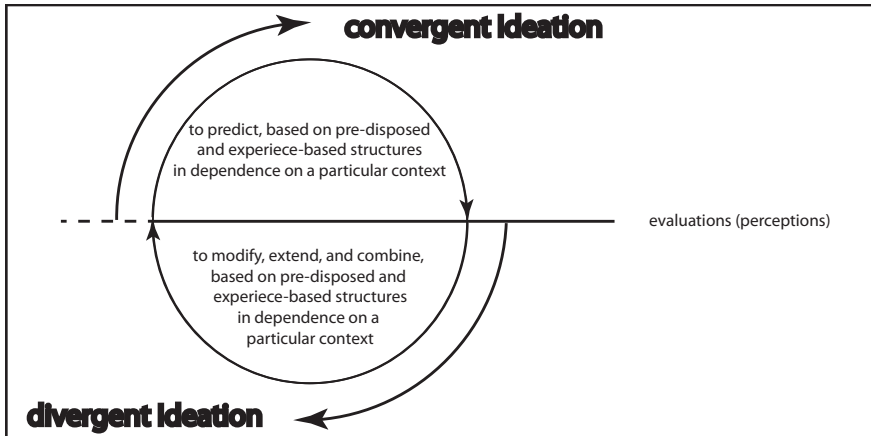 convergent Ideation
to predict, based on pre-disposed
and experiece-based structures
in dependence on a particular context
evaluations (perceptions)
to modify, extend, and combine,
based on pre-disposed and
experiece-based structures
in dependence on a
particular context
divergent Ideation